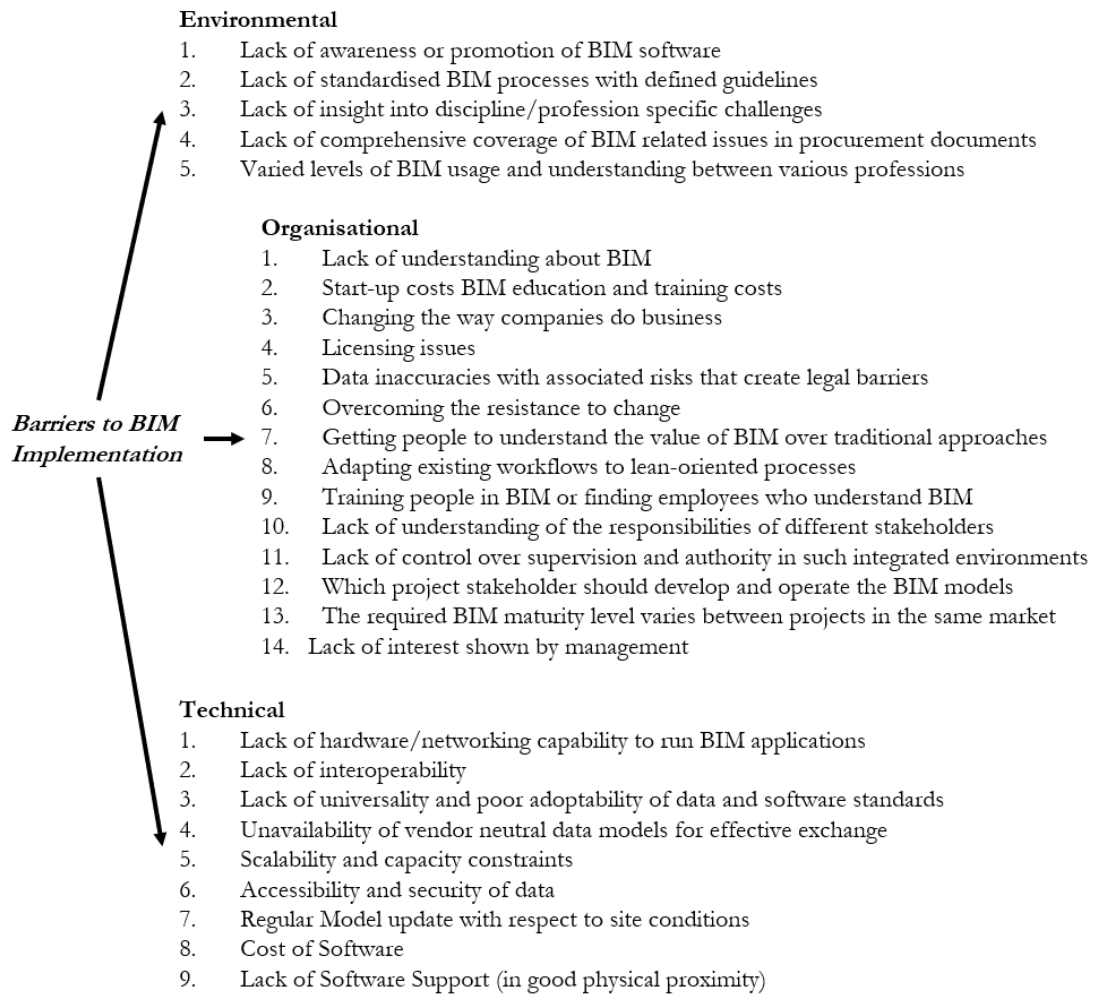 Environmental
1. Lack of awareness or promotion of BIM software
2. Lack of standardised BIM processes with defined guidelines
3. Lack of insight into discipline/profession specific challenges
4. Lack of comprehensive coverage of BIM related issues in procurement documents
5. Varied levels of BIM usage and understanding between various professions
Organisational
1. Lack of understanding about BIM
2. Start-up costs BIM education and training costs
3. Changing the way companies do business
4. Licensing issues
5. Data inaccuracies with associated risks that create legal barriers
6. Overcoming the resistance to change
7. Getting people to understand the value of BIM over traditional approaches
8. Adapting existing workflows to lean-oriented processes
9. Training people in BIM or finding employees who understand BIM
10. Lack of understanding of the responsibilities of different stakeholders
11. Lack of control over supervision and authority in such integrated environments
12. Which project stakeholder should develop and operate the BIM models
13. The required BIM maturity level varies between projects in the same market
14. Lack of interest shown by management
Barriers to BIM
Implementation
Technical
1. Lack of hardware/networking capability to run BIM applications
2. Lack of interoperability
3. Lack of universality and poor adoptability of data and software standards
4. Unavailability of vendor neutral data models for effective exchange
5. Scalability and capacity constraints
6. Accessibility and security of data
7. Regular Model update with respect to site conditions
8. Cost of Software
9. Lack of Software Support (in good physical proximity)